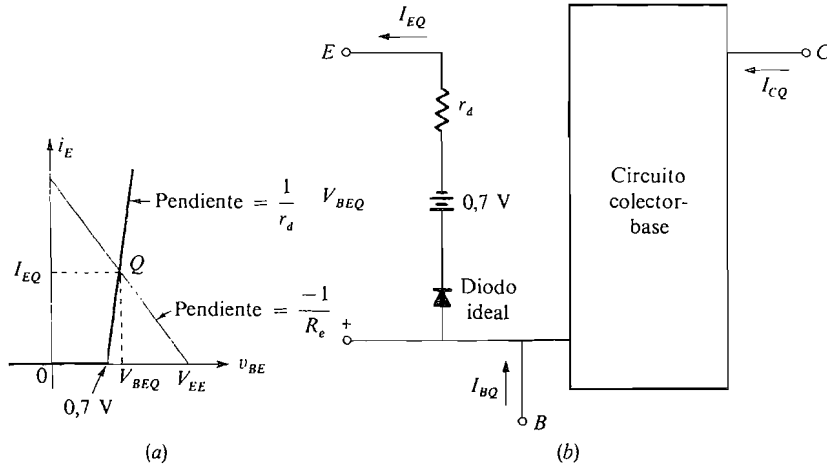 i_E
Pendiente = 1/r_d
I_EQ
Q
Pendiente = -1/R_e
0
V_BEQ
V_EE
v_BE
0,7 V
(a)
I_EQ
E
r_d
V_BEQ
0,7 V
Diodo
ideal
+
I_BQ
B
Circuito
colector-
base
C
I_CQ
(b)